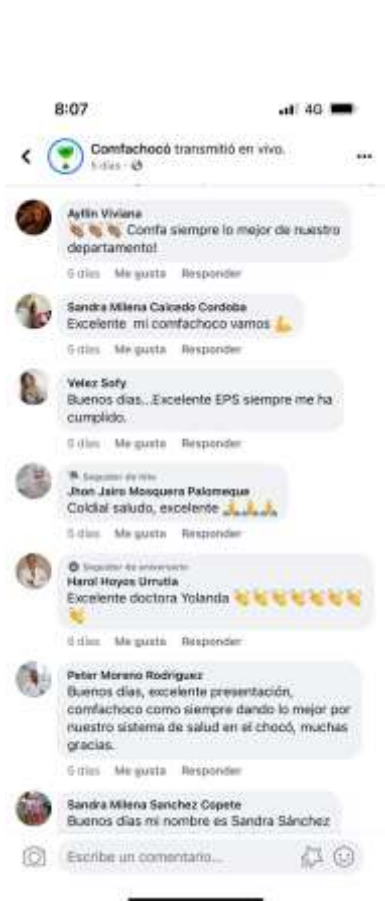 8:07
4G
Comfachocó transmitió en vivo.
5 días
Ayllin Viviana
👏🏽👏🏽👏🏽 Comfa siempre lo mejor de nuestro
departamento!
5 días Me gusta Responder
Sandra Milena Caicedo Cordoba
Excelente mi comfachoco vamos 💪
5 días Me gusta Responder
Velez Sofy
Buenos dias...Excelente EPS siempre me ha
cumplido.
5 días Me gusta Responder
Seguidor de hito
Jhon Jairo Mosquera Palomeque
Coldial saludo, excelente 🙏🙏🙏
5 días Me gusta Responder
Seguidor de aniversario
Harol Hoyos Urrutia
Excelente doctora Yolanda 👏👏👏👏👏👏👏
👏
5 días Me gusta Responder
Peter Moreno Rodriguez
Buenos días, excelente presentación,
comfachoco como siempre dando lo mejor por
nuestro sistema de salud en el chocó, muchas
gracias.
5 días Me gusta Responder
Sandra Milena Sanchez Copete
Buenos días mi nombre es Sandra Sánchez
Escribe un comentario...